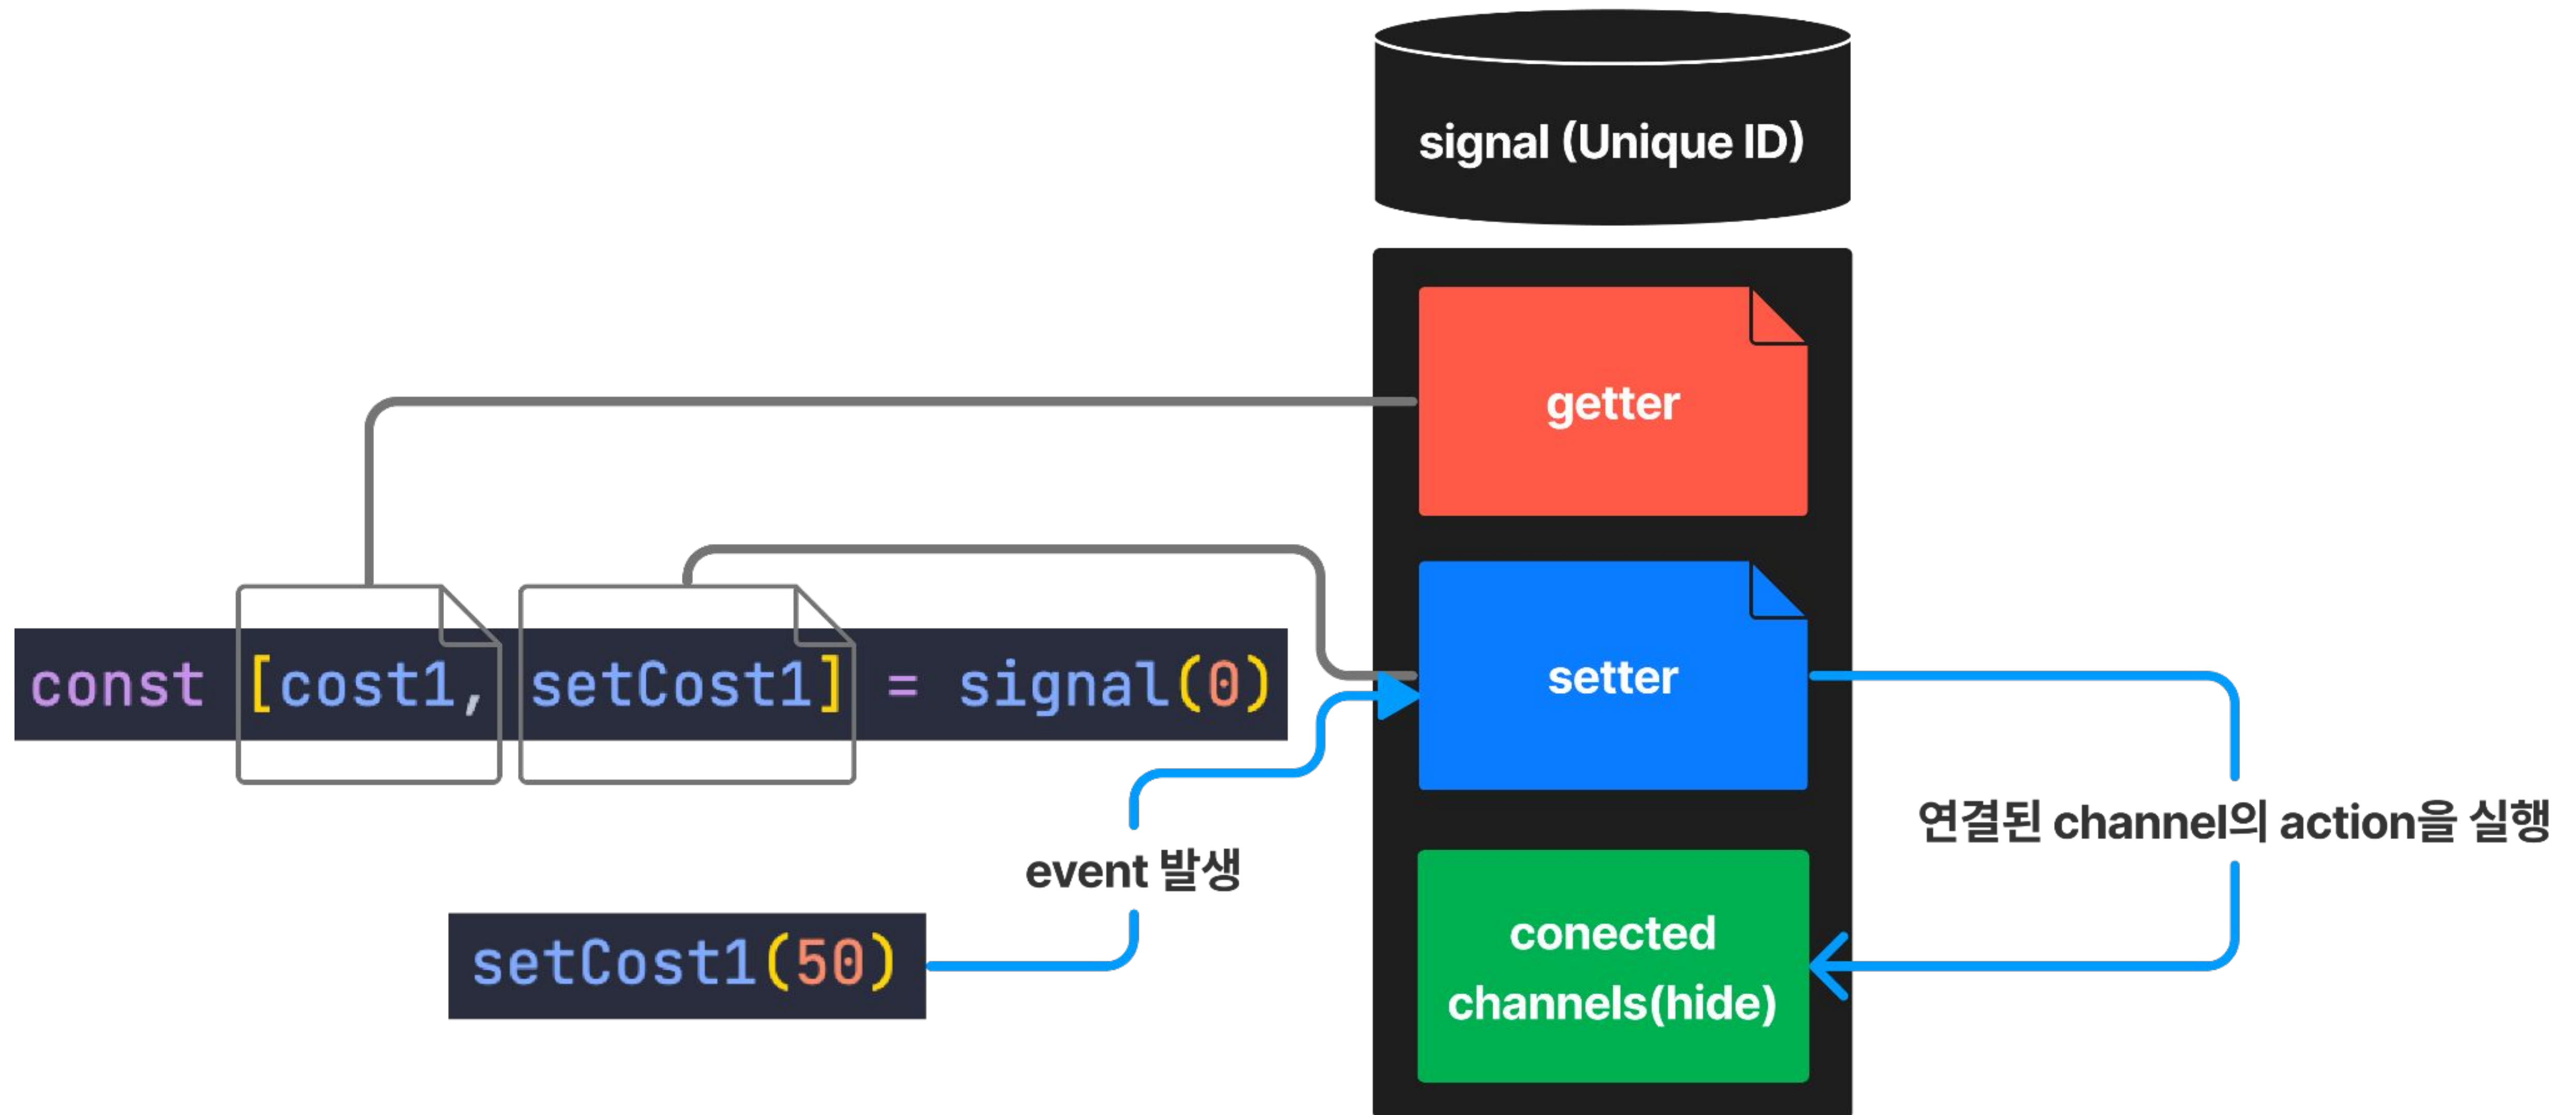 signal (Unique ID)
getter
const [cost1, setCost1] = signal(0)
setter
event 발생
연결된 channel의 action을 실행
setCost1(50)
conected
channels(hide)